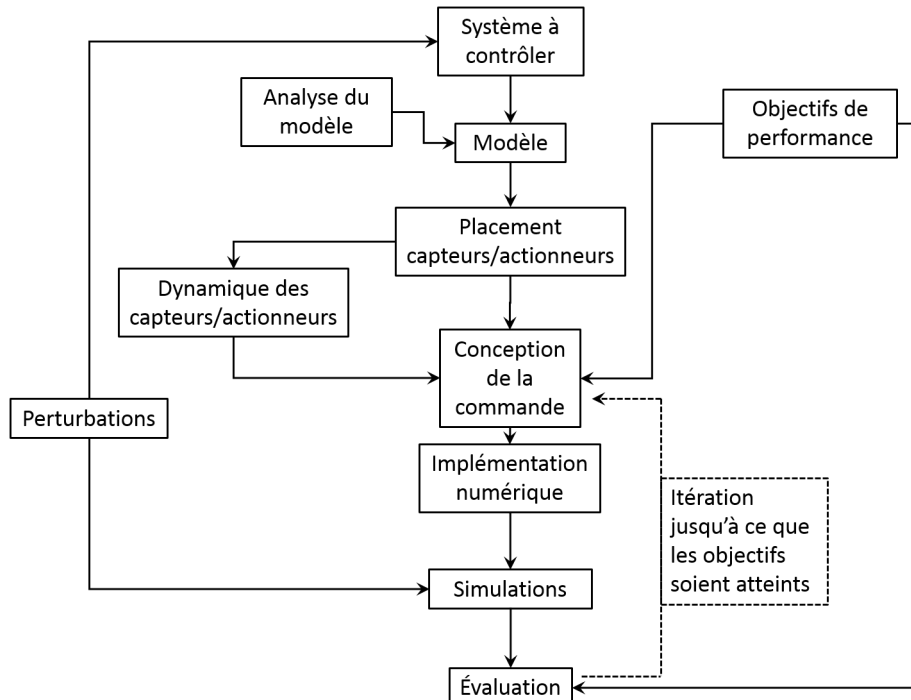 Système à
contrôler
Analyse du
modèle
Objectifs de
performance
Modèle
Placement
capteurs/actionneurs
Dynamique des
capteurs/actionneurs
Conception
de la
commande
Perturbations
Implémentation
numérique
Itération
jusqu’à ce que
les objectifs
soient atteints
Simulations
Évaluation